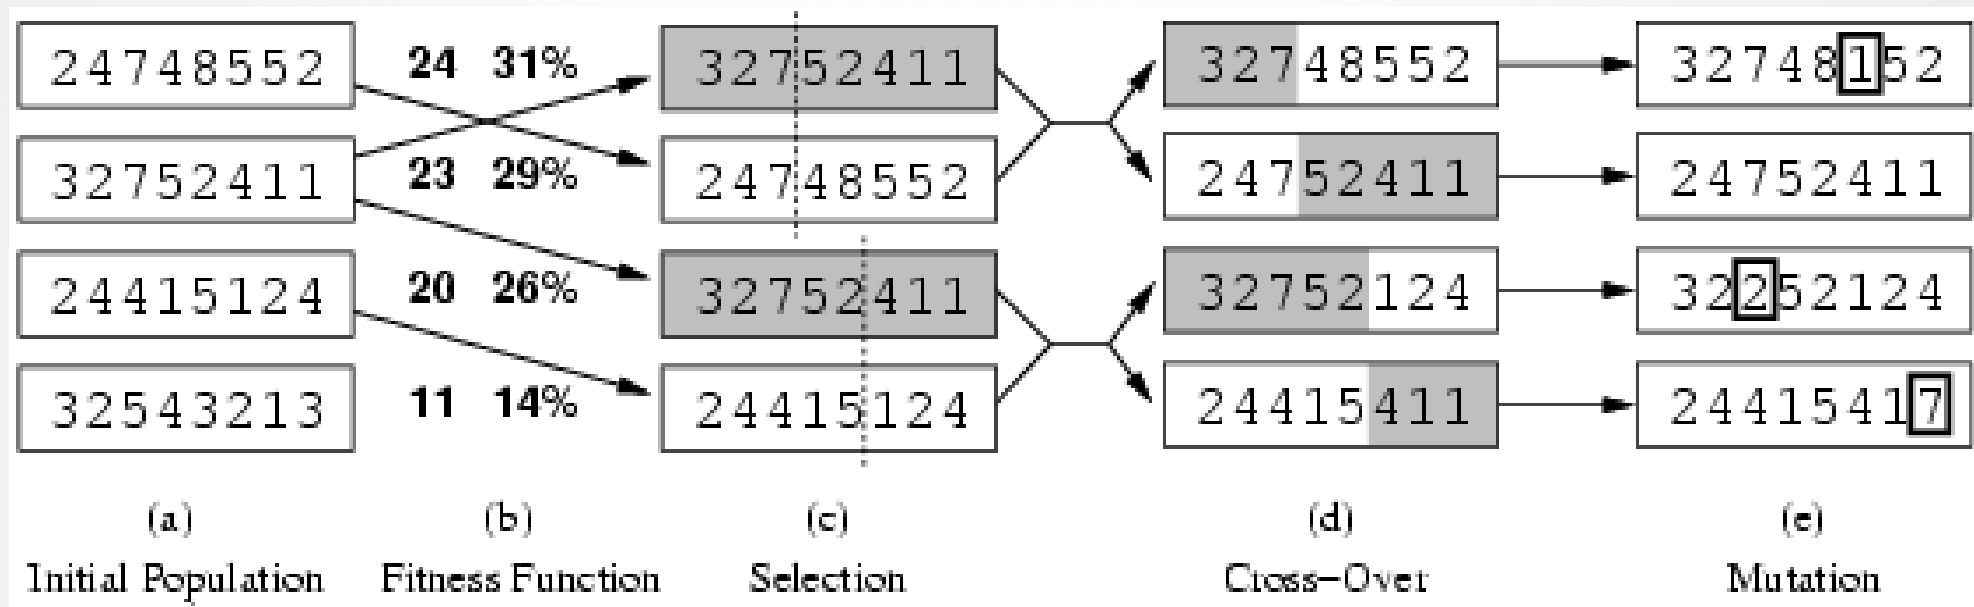 24748552 24 31% 32752411 32748552 32748152
32752411 23 29% 24748552 24752411 24752411
24415124 20 26% 32752411 32752124 32252124
32543213 11 14% 24415124 24415411 24415417
(a) (b) (c) (d) (e)
Initial Population Fitness Function Selection Cross-Over Mutation